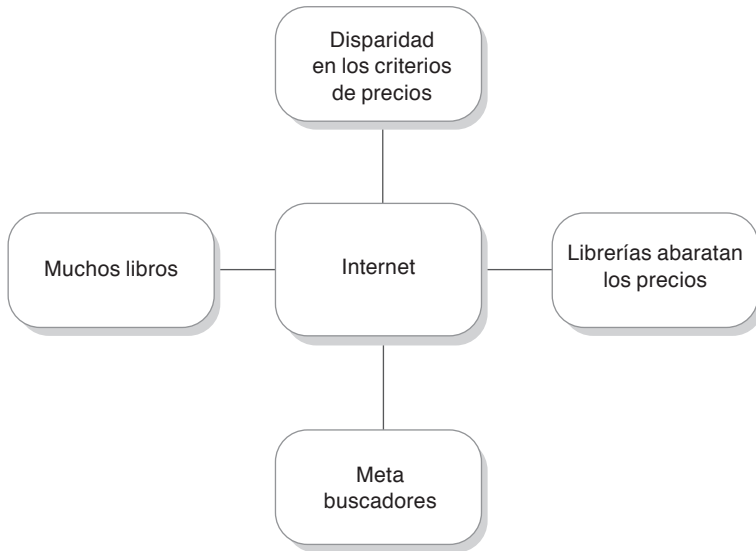 Disparidad
en los criterios
de precios
Muchos libros
Internet
Librerías abaratan
los precios
Meta
buscadores